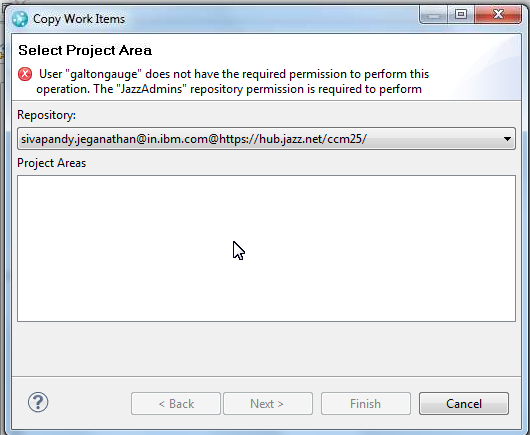 Copy Work Items
Select Project Area
User "galtongauge" does not have the required permission to perform this
operation. The "JazzAdmins" repository permission is required to perform
Repository:
sivapandy.jeganathan@in.ibm.com@https://hub.jazz.net/ccm25/
Project Areas
< Back
Next >
Finish
Cancel